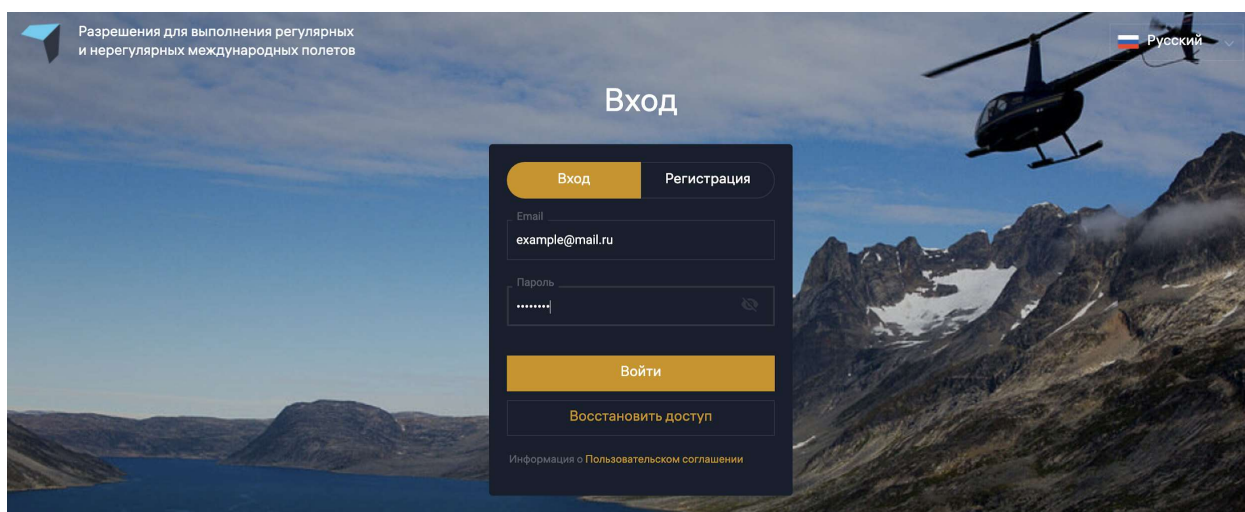 Разрешения для выполнения регулярных
и нерегулярных международных полетов
Русский
Вход
Вход
Регистрация
Email
example@mail.ru
Пароль
••••••••
Войти
Восстановить доступ
Информация о Пользовательском соглашении